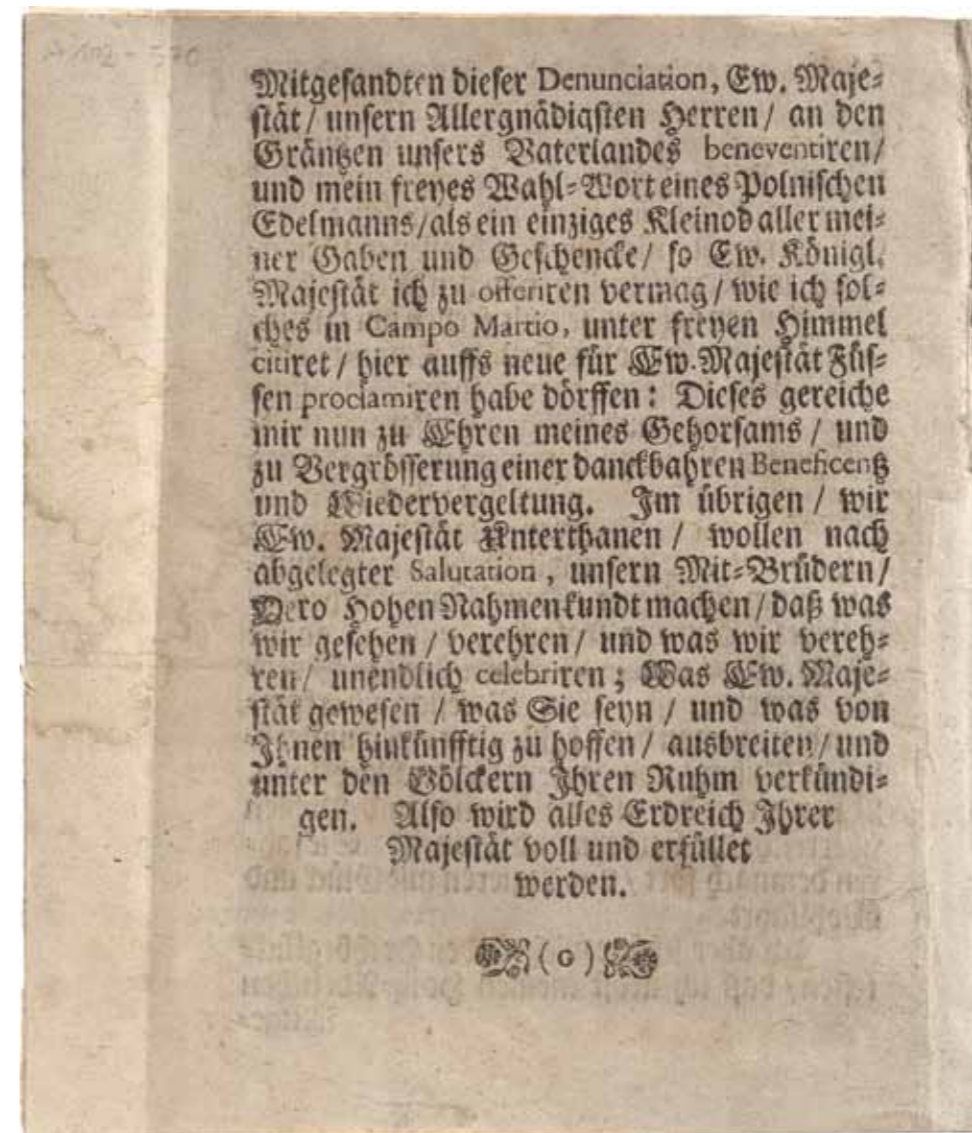 Mitgesandten dieser Denunciation, Ew. Maje-
stät / unsern Allergnädigsten Herren / an den
Gräntzen unsers Vaterlandes beneventiren /
und mein freyes Wahl-Wort eines Polnischen
Edelmanns / als ein einziges Kleinod aller mei-
ner Gaben und Geschencke / so Ew. Königl.
Majestät ich zu offeriren vermag / wie ich sol-
ches in Campo Martio, unter freyen Himmel
citiret / hier auffs neue für Ew. Majestät Füs-
sen proclamiren habe dörffen: Dieses gereiche
mir nun zu Ehren meines Gehorsams / und
zu Vergrösserung einer danckbahren Beneficentz
und Wiedervergeltung. Im übrigen / wir
Ew. Majestät Unterthanen / wollen nach
abgelegter Salutation, unsern Mit-Brüdern /
Dero Hohen Nahmen kundt machen / daß was
wir gesehen / verehren / und was wir vereh-
ren / unendlich celebriren; Was Ew. Maje-
stät gewesen / was Sie seyn / und was von
Ihnen hinkünfftig zu hoffen / ausbreiten / und
unter den Völckern Ihren Ruhm verkündi-
gen. Also wird alles Erdreich Ihrer
Majestät voll und erfüllet
werden.
(o)